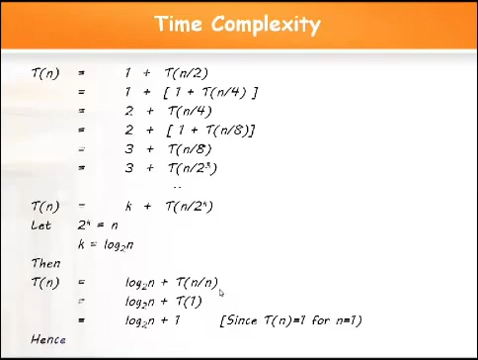 Time Complexity
T(n) = 1 + T(n/2)
= 1 + [ 1 + T(n/4) ]
= 2 + T(n/4)
= 2 + [ 1 + T(n/8)]
= 3 + T(n/8)
= 3 + T(n/2³)
..
T(n) = k + T(n/2ᵏ)
Let 2ᵏ = n
k = log₂n
Then
T(n) = log₂n + T(n/n)
= log₂n + T(1)
= log₂n + 1 [Since T(n)=1 for n=1)
Hence